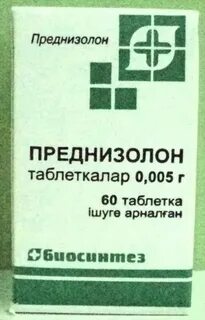 Преднизолон
ПРЕДНИЗОЛОН
таблеткалар 0,005 г
60 таблетка
Ішуге арналған
биосинтез